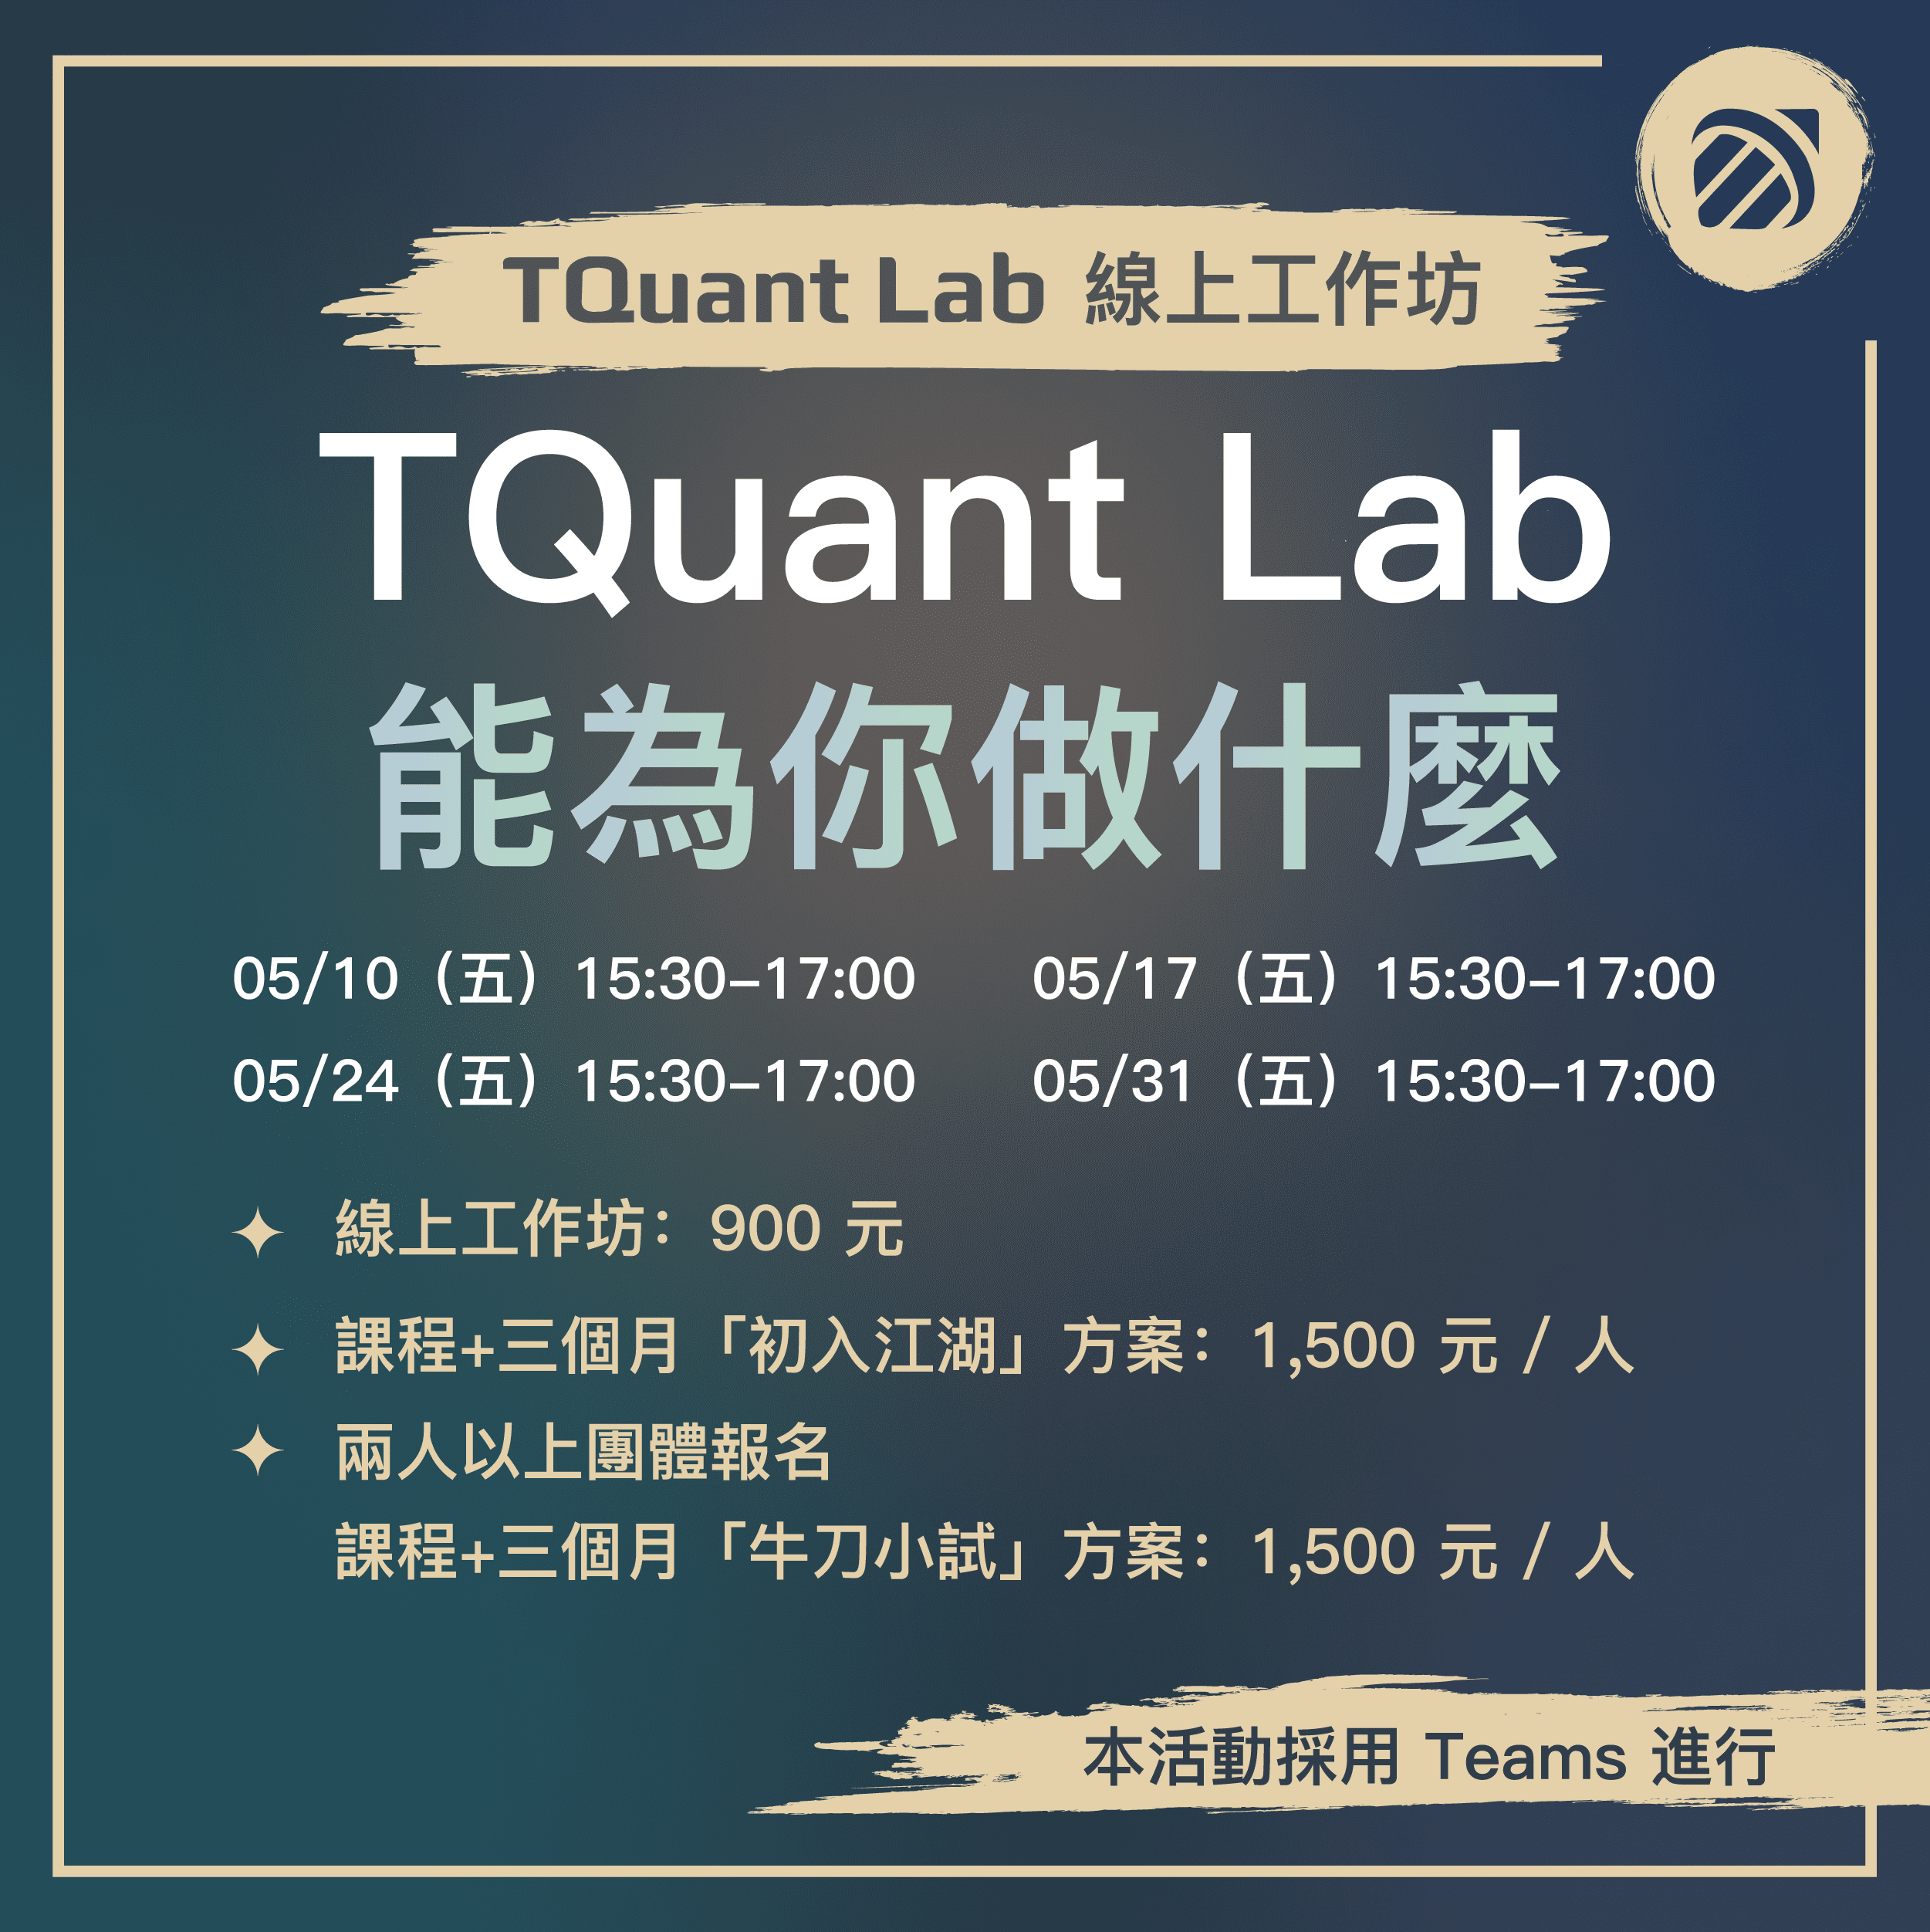 TQuant Lab 線上工作坊
TQuant Lab
能為你做什麼
05/10（五）15:30–17:00 05/17（五）15:30–17:00
05/24（五）15:30–17:00 05/31（五）15:30–17:00
線上工作坊：900 元
課程+三個月「初入江湖」方案：1,500 元 / 人
兩人以上團體報名
課程+三個月「牛刀小試」方案：1,500 元 / 人
本活動採用 Teams 進行